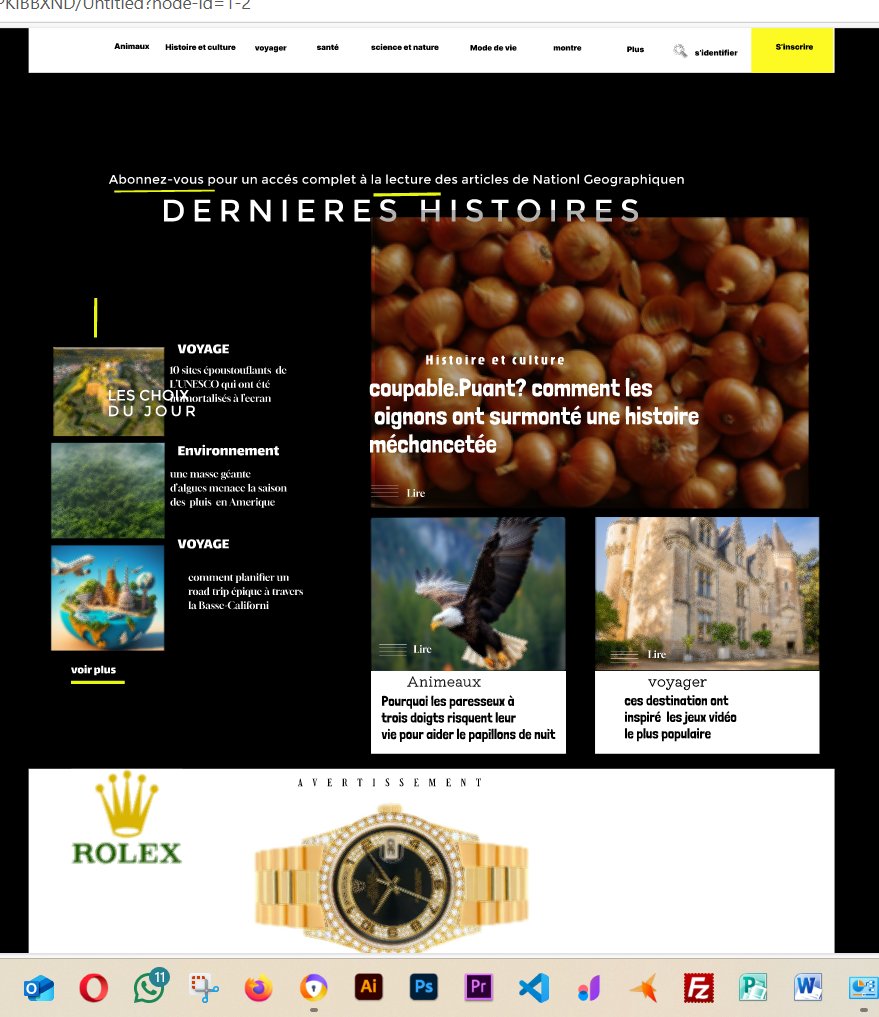 PKIBBXND/Untitled?node-id=1-2
Animaux Histoire et culture voyager santé science et nature Mode de vie montre Plus s'identifier S'inscrire
Abonnez-vous pour un accés complet à la lecture des articles de Nationl Geographiquen
DERNIERES HISTOIRES
VOYAGE
10 sites époustouflants de
L'UNESCO qui ont été
immortalisés à l'ecran
LES CHOIX
DU JOUR
Environnement
une masse géante
d'algues menace la saison
des pluis en Amerique
VOYAGE
comment planifier un
road trip épique à travers
la Basse-Californi
voir plus
Histoire et culture
coupable.Puant? comment les
oignons ont surmonté une histoire
méchancetée
Lire
Lire
Animeaux
Pourquoi les paresseux à
trois doigts risquent leur
vie pour aider le papillons de nuit
Lire
voyager
ces destination ont
inspiré les jeux vidéo
le plus populaire
AVERTISSEMENT
ROLEX
11
Ai
Ps
Pr